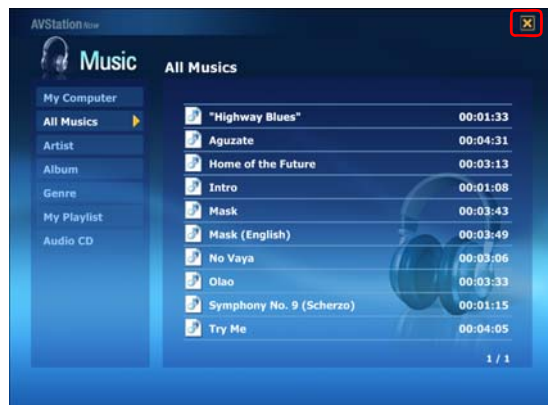 AVStation Now
Music
All Musics
My Computer
All Musics
Artist
Album
Genre
My Playlist
Audio CD
"Highway Blues" 00:01:33
Aguzate 00:04:31
Home of the Future 00:03:13
Intro 00:01:08
Mask 00:03:43
Mask (English) 00:03:49
No Vaya 00:03:06
Olao 00:03:33
Symphony No. 9 (Scherzo) 00:01:15
Try Me 00:04:05
1 / 1